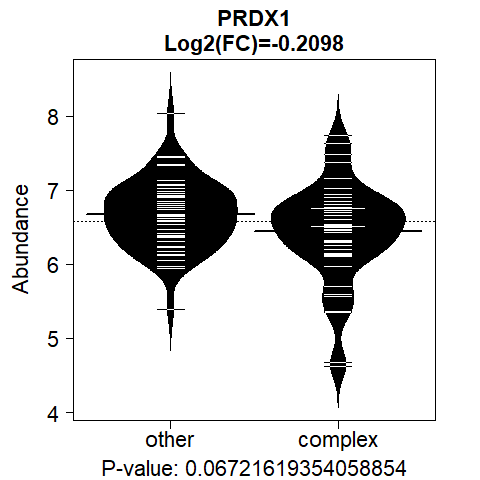 PRDX1
Log2(FC)=-0.2098
Abundance
8
7
6
5
4
other complex
P-value: 0.06721619354058854